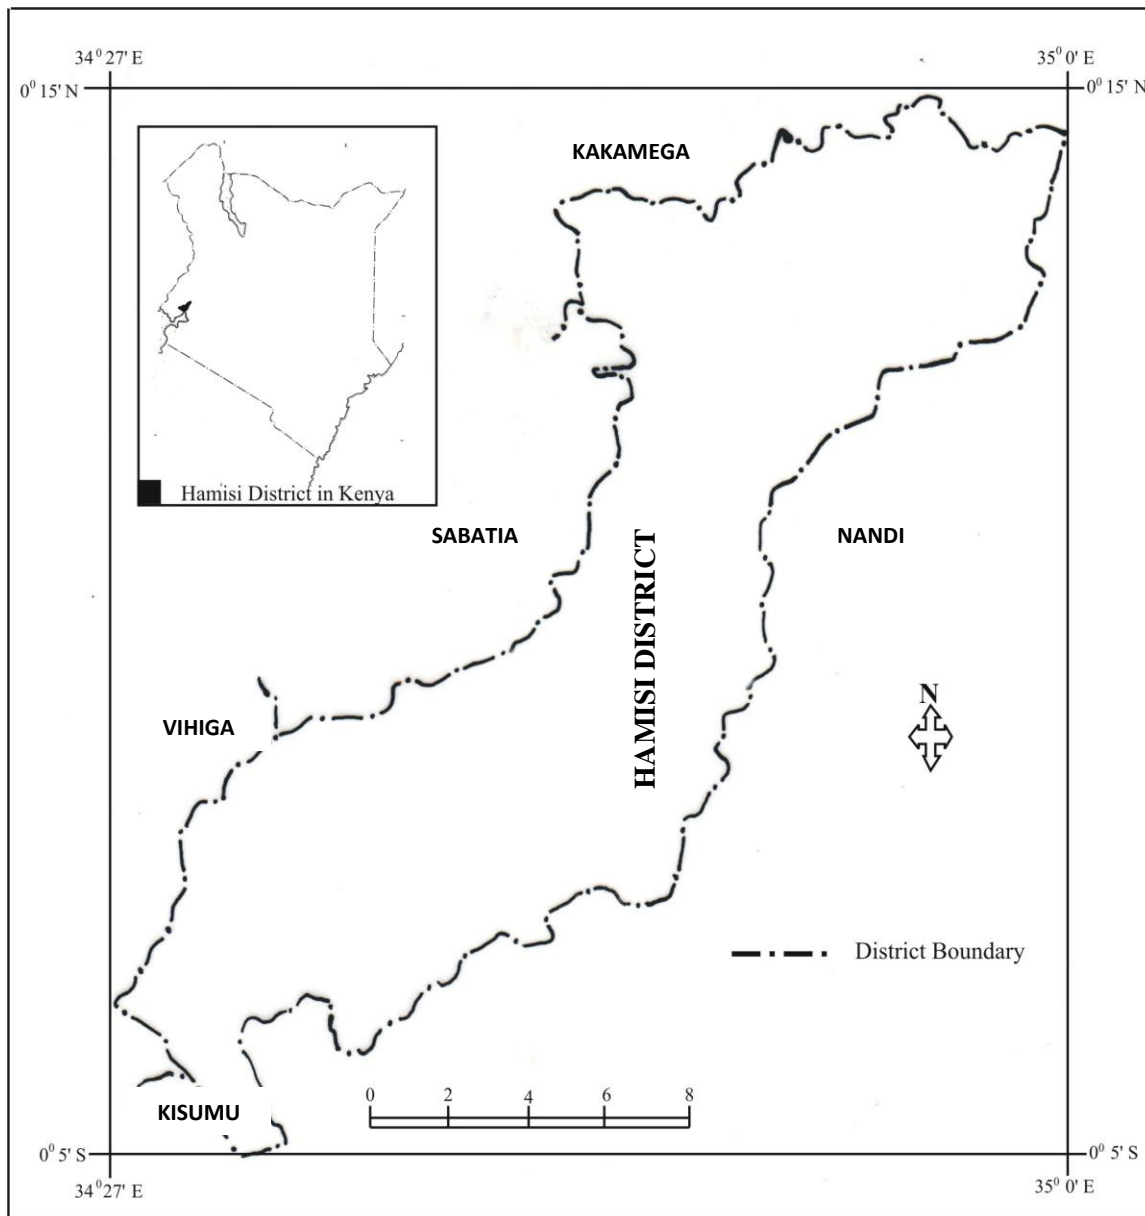 34⁰ 27' E
35⁰ 0' E
0⁰ 15' N
0⁰ 15' N
KAKAMEGA
Hamisi District in Kenya
SABATIA
NANDI
HAMISI DISTRICT
N
VIHIGA
District Boundary
0 2 4 6 8
KISUMU
0⁰ 5' S
0⁰ 5' S
34⁰ 27' E
35⁰ 0' E